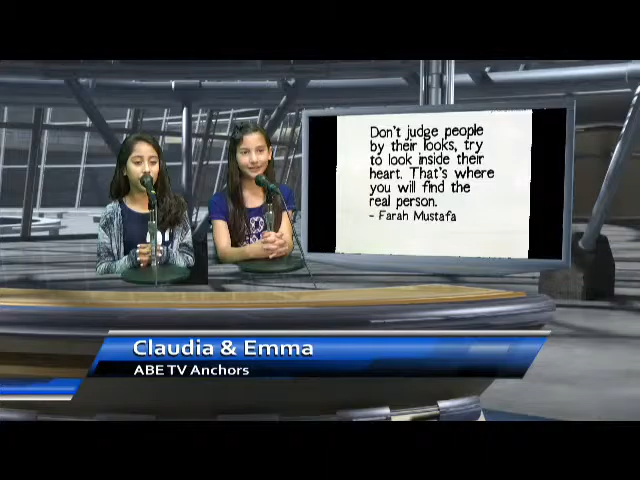 Don't judge people
by their looks, try
to look inside their
heart. That's where
you will find the
real person.
- Farah Mustafa
Claudia & Emma
ABE TV Anchors